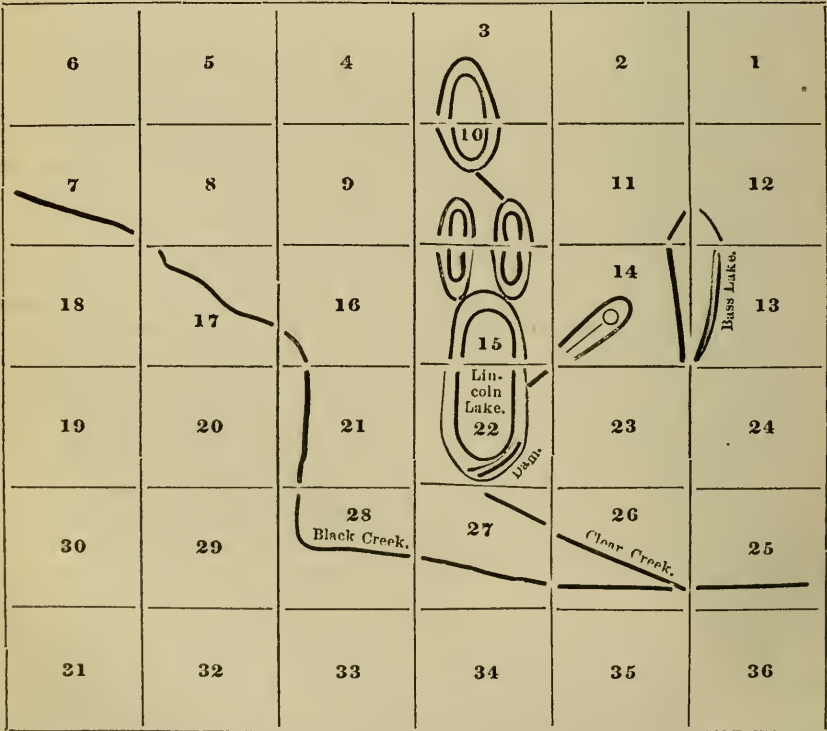 3
6 5 4 2 1
10
7 8 9 11 12
14
18 17 16 15 Bass Lake. 13
Lin-
coln
Lake.
19 20 21 22 23 24
Dam.
28 26
Black Creek. 27 Clear Creek.
30 29 25
31 32 33 34 35 36